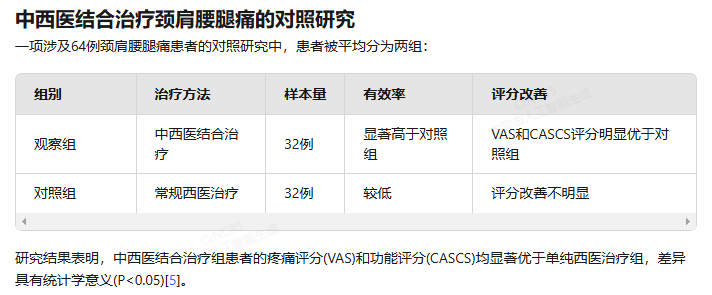 中西医结合治疗颈肩腰腿痛的对照研究
一项涉及64例颈肩腰腿痛患者的对照研究中，患者被平均分为两组：
组别 治疗方法 样本量 有效率 评分改善
观察组 中西医结合治疗 32例 显著高于对照组 VAS和CASCS评分明显优于对照组
对照组 常规西医治疗 32例 较低 评分改善不明显
研究结果表明，中西医结合治疗组患者的疼痛评分(VAS)和功能评分(CASCS)均显著优于单纯西医治疗组，差异
具有统计学意义(P<0.05)[5]。